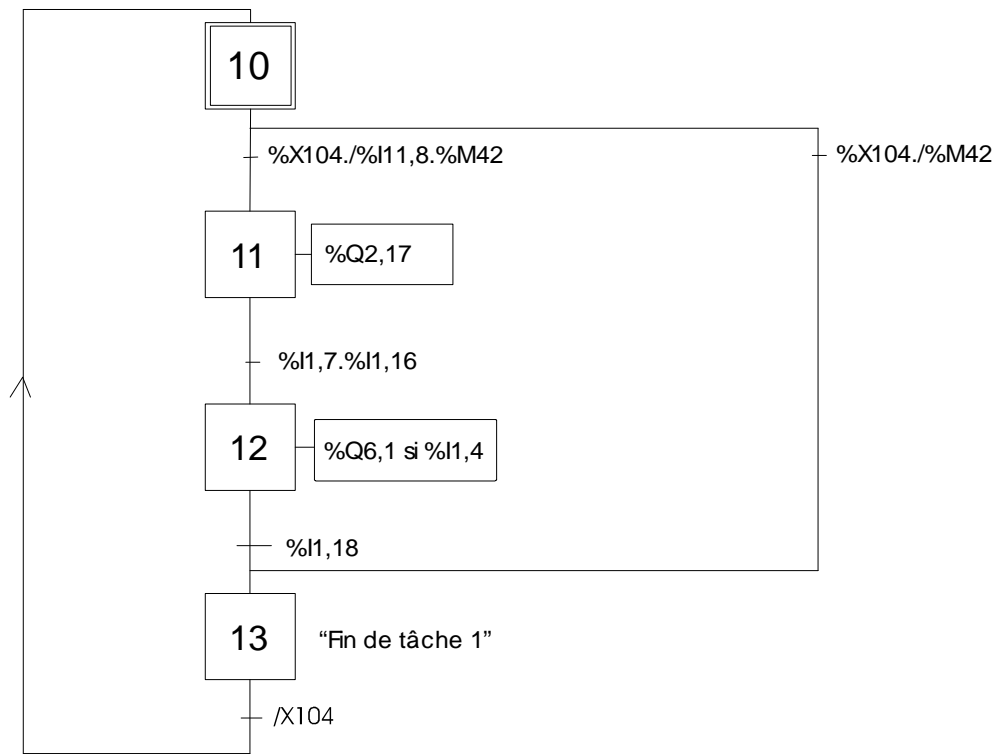 10
%X104./%I11,8.%M42
%X104./%M42
11
%Q2,17
%I1,7.%I1,16
12
%Q6,1 si %I1,4
%I1,18
13
“Fin de tâche 1”
/X104